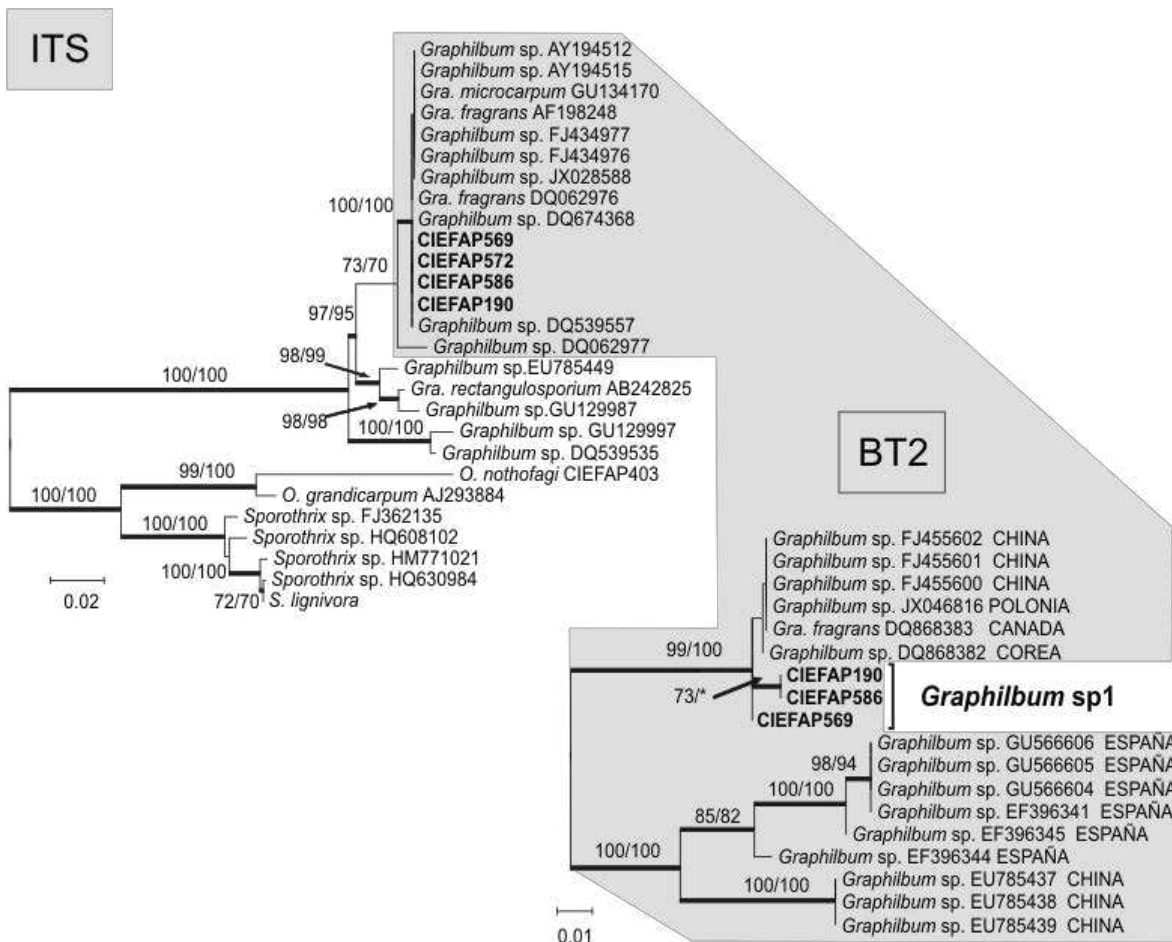 ITS
Graphilbum sp. AY194512
Graphilbum sp. AY194515
Gra. microcarpum GU134170
Gra. fragrans AF198248
Graphilbum sp. FJ434977
Graphilbum sp. FJ434976
Graphilbum sp. JX028588
Gra. fragrans DQ062976
100/100
Graphilbum sp. DQ674368
CIEFAP569
CIEFAP572
73/70
CIEFAP586
CIEFAP190
97/95
Graphilbum sp. DQ539557
Graphilbum sp. DQ062977
98/99
Graphilbum sp.EU785449
100/100
Gra. rectangulosporium AB242825
Graphilbum sp.GU129987
98/98
100/100
Graphilbum sp. GU129997
Graphilbum sp. DQ539535
99/100
O. nothofagi CIEFAP403
100/100
O. grandicarpum AJ293884
Sporothrix sp. FJ362135
100/100
Sporothrix sp. HQ608102
Sporothrix sp. HM771021
100/100
Sporothrix sp. HQ630984
72/70
S. lignivora
0.02
BT2
Graphilbum sp. FJ455602 CHINA
Graphilbum sp. FJ455601 CHINA
Graphilbum sp. FJ455600 CHINA
Graphilbum sp. JX046816 POLONIA
Gra. fragrans DQ868383 CANADA
99/100
Graphilbum sp. DQ868382 COREA
CIEFAP190
73/*
CIEFAP586
Graphilbum sp1
CIEFAP569
Graphilbum sp. GU566606 ESPAÑA
98/94
Graphilbum sp. GU566605 ESPAÑA
100/100
Graphilbum sp. GU566604 ESPAÑA
Graphilbum sp. EF396341 ESPAÑA
85/82
Graphilbum sp. EF396345 ESPAÑA
100/100
Graphilbum sp. EF396344 ESPAÑA
100/100
Graphilbum sp. EU785437 CHINA
Graphilbum sp. EU785438 CHINA
Graphilbum sp. EU785439 CHINA
0.01